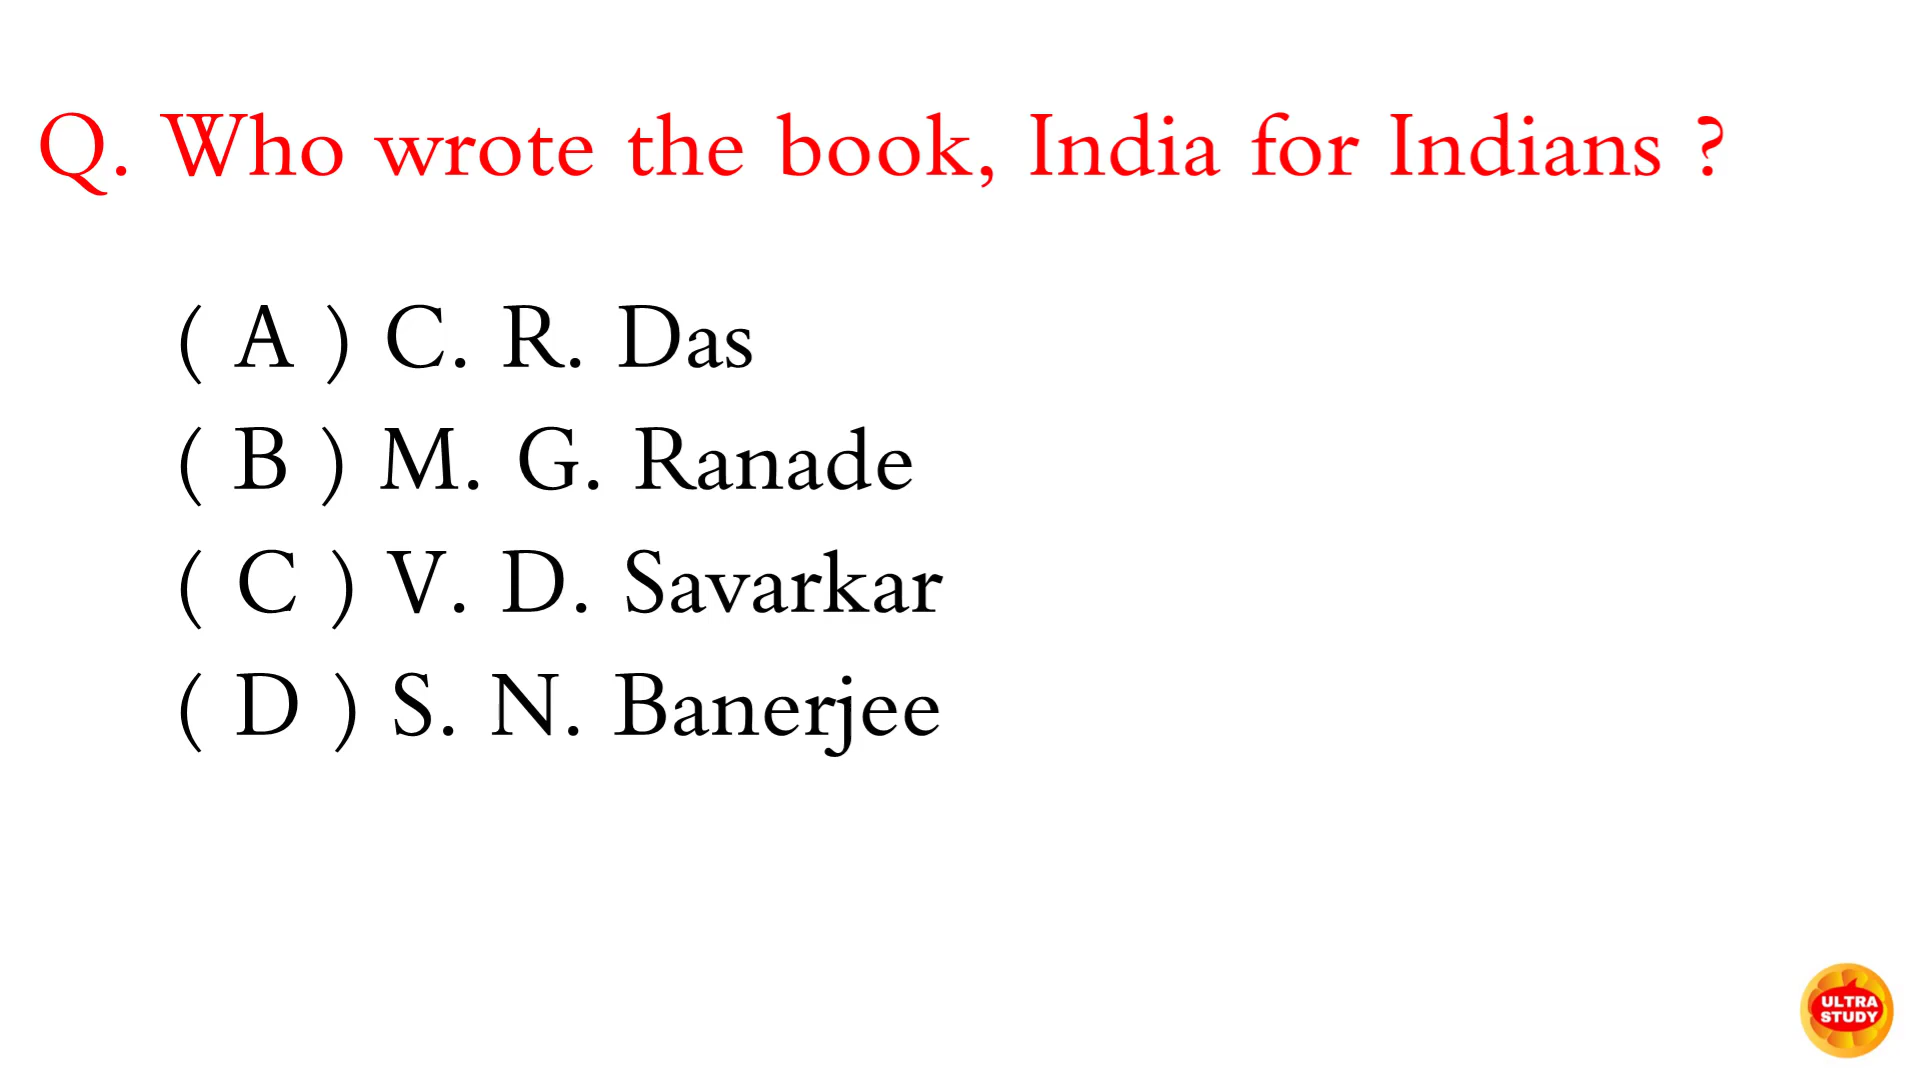 Q. Who wrote the book, India for Indians ?
( A ) C. R. Das
( B ) M. G. Ranade
( C ) V. D. Savarkar
( D ) S. N. Banerjee
ULTRA
STUDY